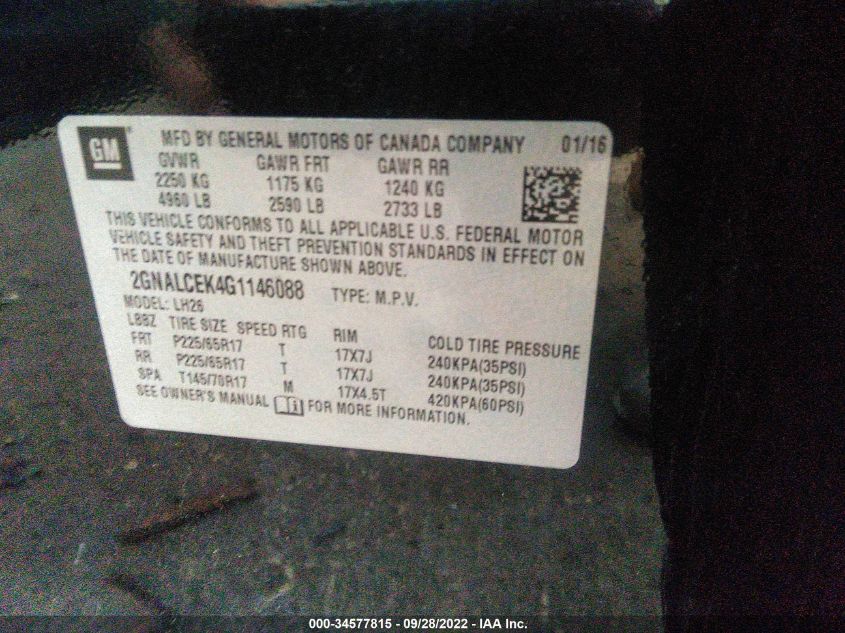 GM MFD BY GENERAL MOTORS OF CANADA COMPANY 01/16
GVWR GAWR FRT GAWR RR
2250 KG 1175 KG 1240 KG
4960 LB 2590 LB 2733 LB
THIS VEHICLE CONFORMS TO ALL APPLICABLE U.S. FEDERAL MOTOR
VEHICLE SAFETY AND THEFT PREVENTION STANDARDS IN EFFECT ON
THE DATE OF MANUFACTURE SHOWN ABOVE.
2GNALCEK4G1146088 TYPE: M.P.V.
MODEL: LH26
LBBZ TIRE SIZE SPEED RTG RIM COLD TIRE PRESSURE
FRT P225/65R17 T 17X7J 240KPA(35PSI)
RR P225/65R17 T 17X7J 240KPA(35PSI)
SPA T145/70R17 M 17X4.5T 420KPA(60PSI)
SEE OWNER'S MANUAL FOR MORE INFORMATION.
000-34577815 - 09/28/2022 - IAA Inc.